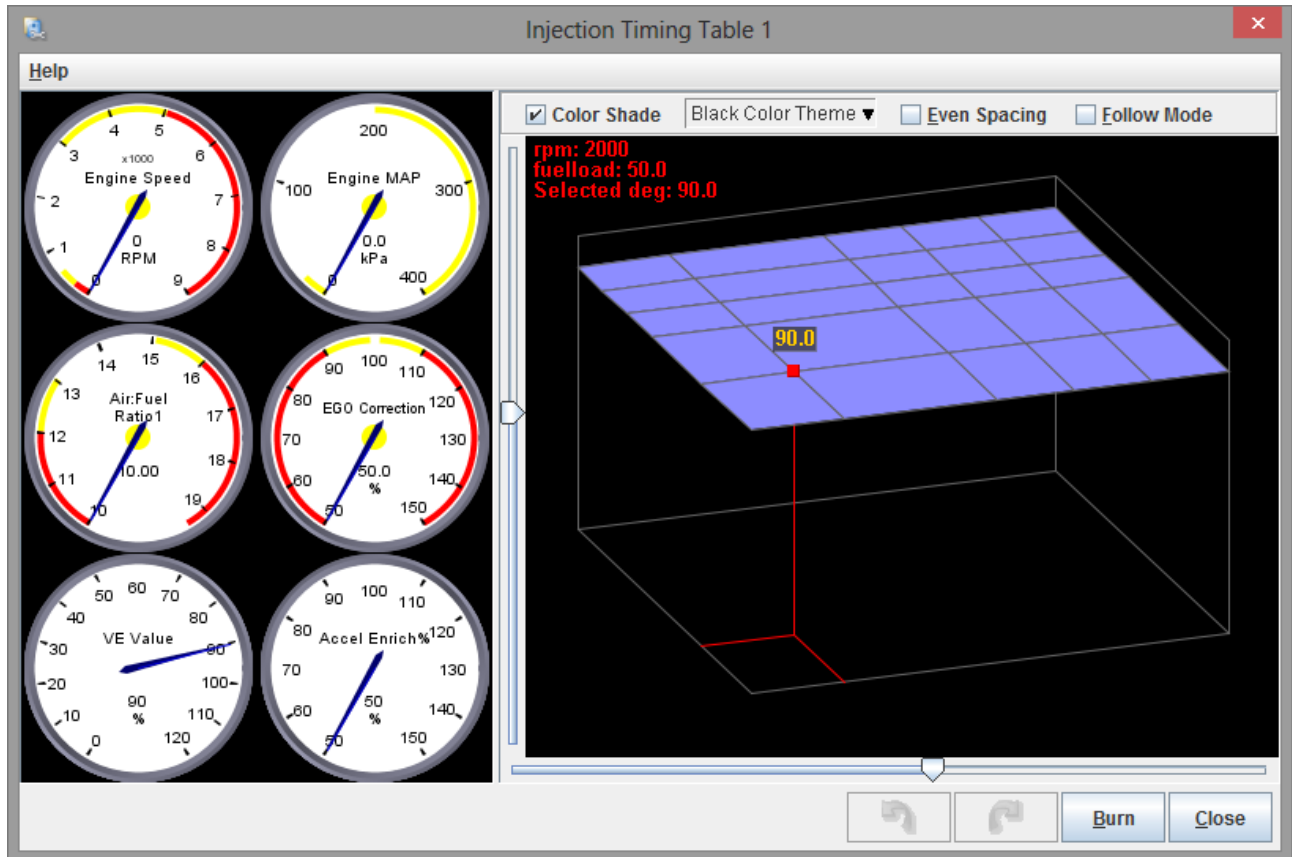 Injection Timing Table 1
Help
Color Shade
Black Color Theme
Even Spacing
Follow Mode
0 1 2 3 4 5 6 7 8 9
x1000
Engine Speed
0
RPM
0 100 200 300 400
Engine MAP
0.0
kPa
10 11 12 13 14 15 16 17 18 19
Air:Fuel
Ratio1
10.00
50 60 70 80 90 100 110 120 130 140 150
EGO Correction
50.0
%
0 10 20 30 40 50 60 70 80 90 100 110 120
VE Value
90
%
50 60 70 80 90 100 110 120 130 140 150
Accel Enrich%
50
%
rpm: 2000
fuelload: 50.0
Selected deg: 90.0
90.0
Burn
Close